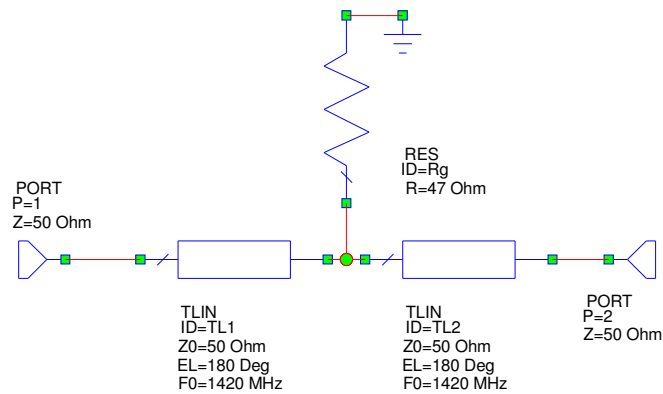 RES
ID=Rg
R=47 Ohm
PORT
P=1
Z=50 Ohm
TLIN
ID=TL1
Z0=50 Ohm
EL=180 Deg
F0=1420 MHz
TLIN
ID=TL2
Z0=50 Ohm
EL=180 Deg
F0=1420 MHz
PORT
P=2
Z=50 Ohm